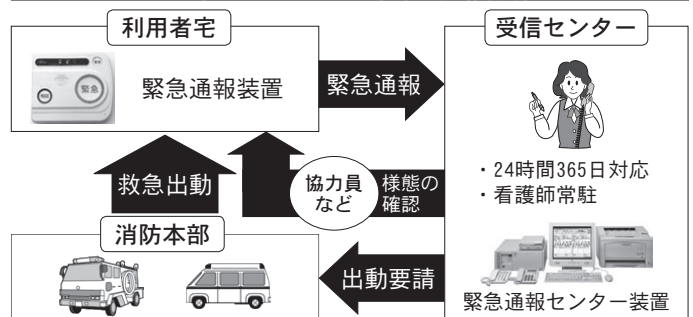 利用者宅
緊急
緊急通報装置
緊急通報
受信センター
・24時間365日対応
・看護師常駐
緊急通報センター装置
協力員
など
様態の
確認
救急出動
消防本部
出動要請